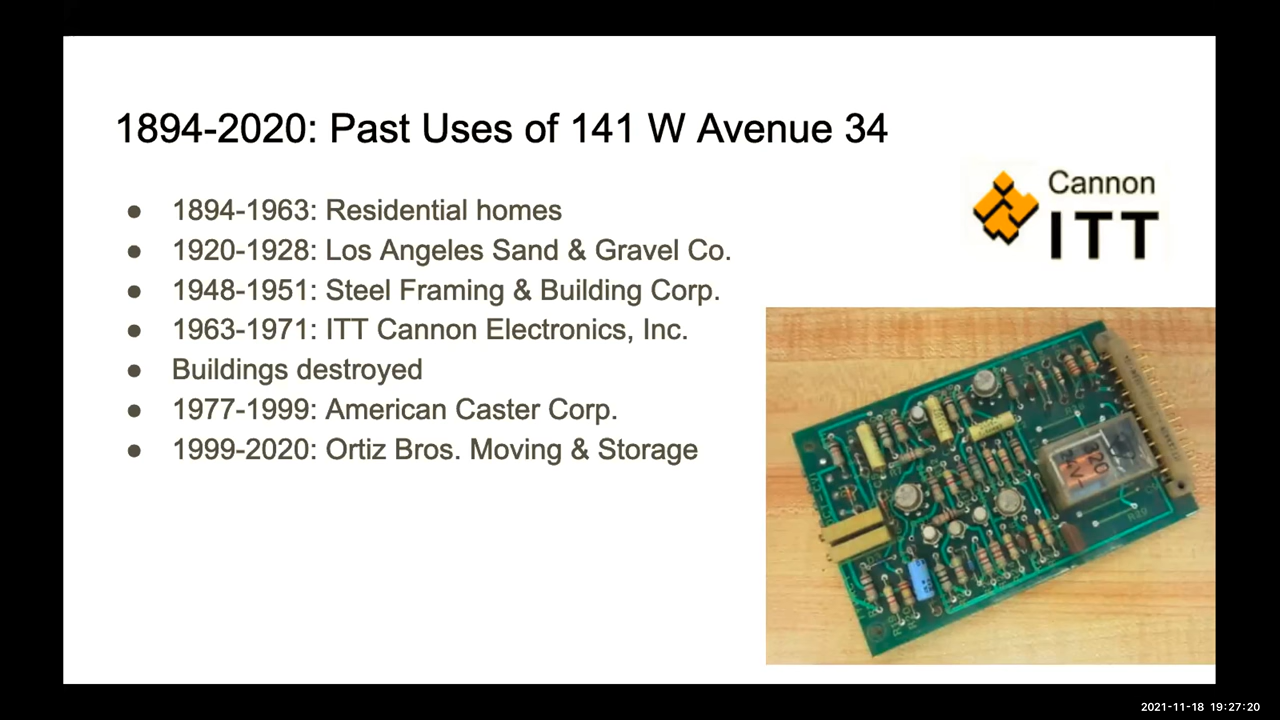 1894-2020: Past Uses of 141 W Avenue 34
● 1894-1963: Residential homes
● 1920-1928: Los Angeles Sand & Gravel Co.
● 1948-1951: Steel Framing & Building Corp.
● 1963-1971: ITT Cannon Electronics, Inc.
● Buildings destroyed
● 1977-1999: American Caster Corp.
● 1999-2020: Ortiz Bros. Moving & Storage
Cannon
ITT
2021-11-18 19:27:20